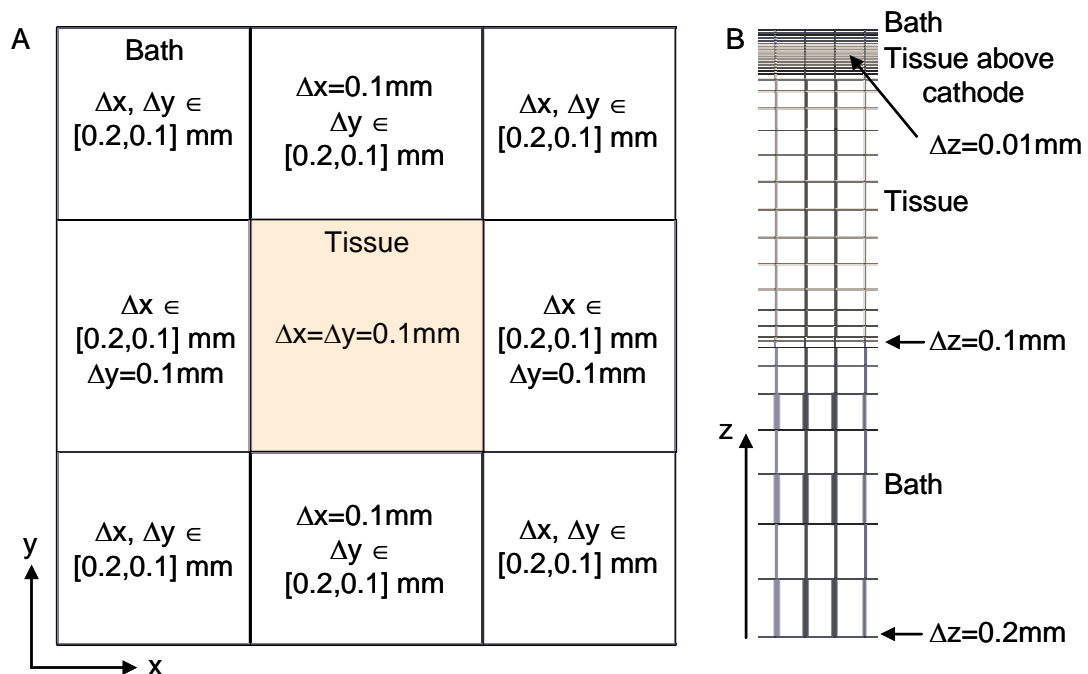 A
Bath
Δx, Δy ∈
[0.2,0.1] mm
Δx=0.1mm
Δy ∈
[0.2,0.1] mm
Δx, Δy ∈
[0.2,0.1] mm
Δx ∈
[0.2,0.1] mm
Δy=0.1mm
Tissue
Δx=Δy=0.1mm
Δx ∈
[0.2,0.1] mm
Δy=0.1mm
Δx, Δy ∈
[0.2,0.1] mm
Δx=0.1mm
Δy ∈
[0.2,0.1] mm
Δx, Δy ∈
[0.2,0.1] mm
y
x
B
Bath
Tissue above
cathode
Δz=0.01mm
Tissue
Δz=0.1mm
z
Bath
Δz=0.2mm